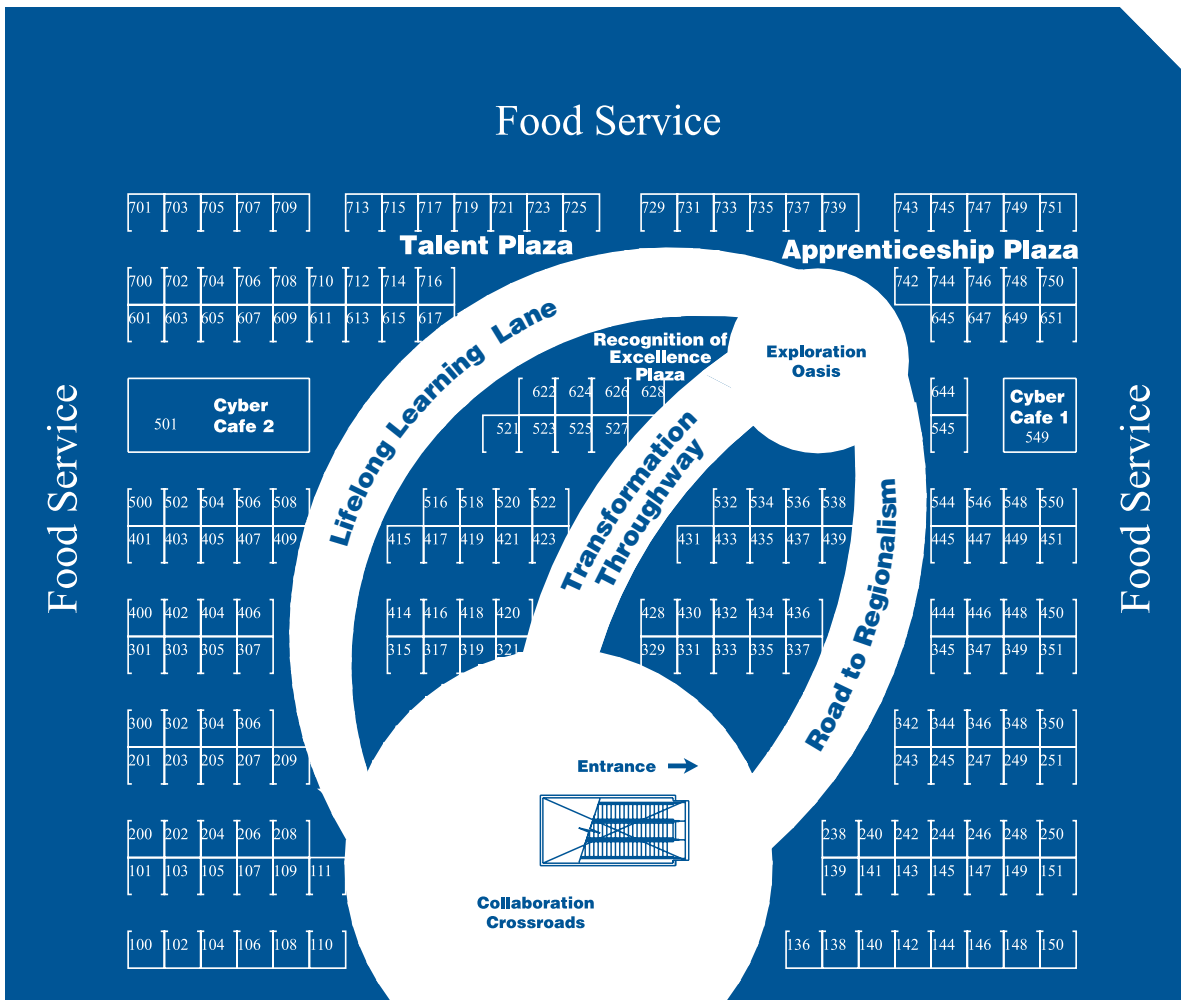 Food Service
701 703 705 707 709 713 715 717 719 721 723 725 729 731 733 735 737 739 743 745 747 749 751
Talent Plaza
Apprenticeship Plaza
700 702 704 706 708 710 712 714 716 742 744 746 748 750
601 603 605 607 609 611 613 615 617 645 647 649 651
Lifelong Learning Lane
Recognition of
Excellence
Plaza
Exploration
Oasis
622 624 626 628 644
521 523 525 527 545
501
Cyber
Cafe 2
Cyber
Cafe 1
549
Food Service
Food Service
Transformation
Throughway
500 502 504 506 508 516 518 520 522 532 534 536 538 544 546 548 550
401 403 405 407 409 415 417 419 421 423 431 433 435 437 439 445 447 449 451
Road to Regionalism
400 402 404 406 414 416 418 420 428 430 432 434 436 444 446 448 450
301 303 305 307 315 317 319 321 329 331 333 335 337 345 347 349 351
300 302 304 306 342 344 346 348 350
201 203 205 207 209 243 245 247 249 251
Entrance
200 202 204 206 208 238 240 242 244 246 248 250
101 103 105 107 109 111 139 141 143 145 147 149 151
Collaboration
Crossroads
100 102 104 106 108 110 136 138 140 142 144 146 148 150